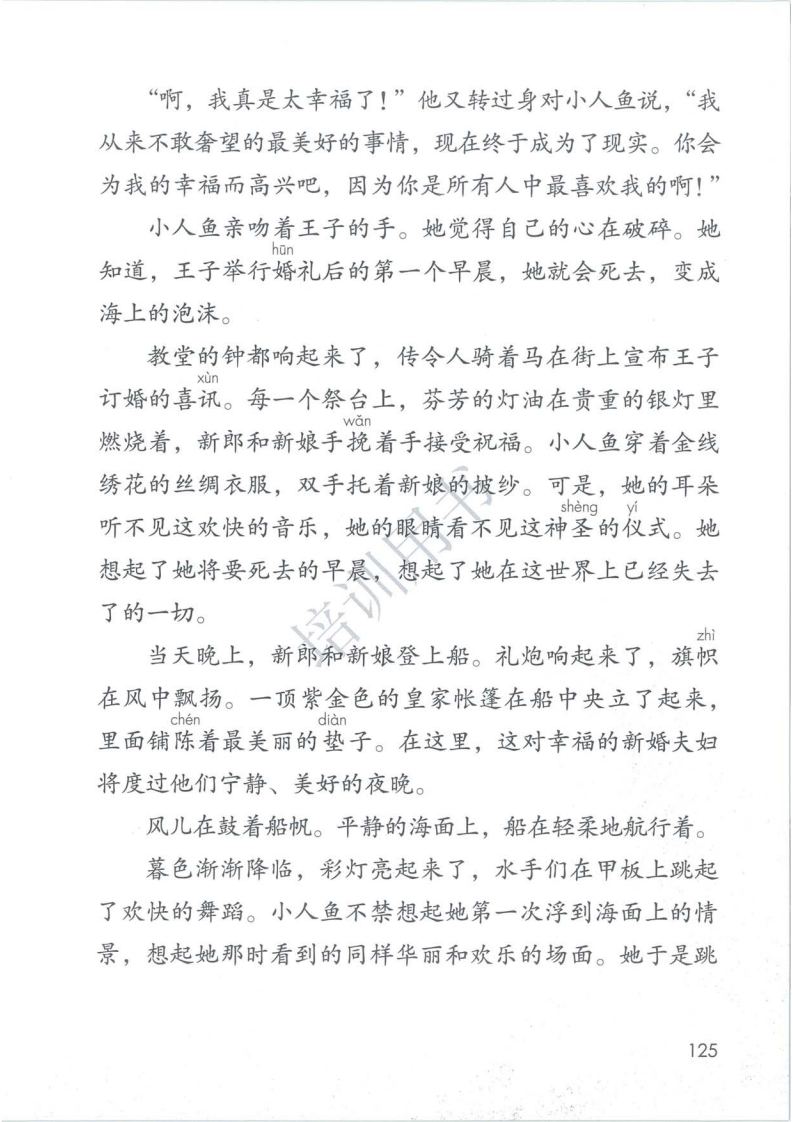 “啊，我真是太幸福了！”他又转过身对小人鱼说，“我
从来不敢奢望的最美好的事情，现在终于成为了现实。你会
为我的幸福而高兴吧，因为你是所有人中最喜欢我的啊！”
小人鱼亲吻着王子的手。她觉得自己的心在破碎。她
hūn
知道，王子举行婚礼后的第一个早晨，她就会死去，变成
海上的泡沫。
教堂的钟都响起来了，传令人骑着马在街上宣布王子
xùn
订婚的喜讯。每一个祭台上，芬芳的灯油在贵重的银灯里
wǎn
燃烧着，新郎和新娘手挽着手接受祝福。小人鱼穿着金线
绣花的丝绸衣服，双手托着新娘的披纱。可是，她的耳朵
shèng yí
听不见这欢快的音乐，她的眼睛看不见这神圣的仪式。她
想起了她将要死去的早晨，想起了她在这世界上已经失去
了的一切。
zhì
当天晚上，新郎和新娘登上船。礼炮响起来了，旗帜
在风中飘扬。一顶紫金色的皇家帐篷在船中央立了起来，
chén diàn
里面铺陈着最美丽的垫子。在这里，这对幸福的新婚夫妇
将度过他们宁静、美好的夜晚。
风儿在鼓着船帆。平静的海面上，船在轻柔地航行着。
暮色渐渐降临，彩灯亮起来了，水手们在甲板上跳起
了欢快的舞蹈。小人鱼不禁想起她第一次浮到海面上的情
景，想起她那时看到的同样华丽和欢乐的场面。她于是跳
培训用书
125